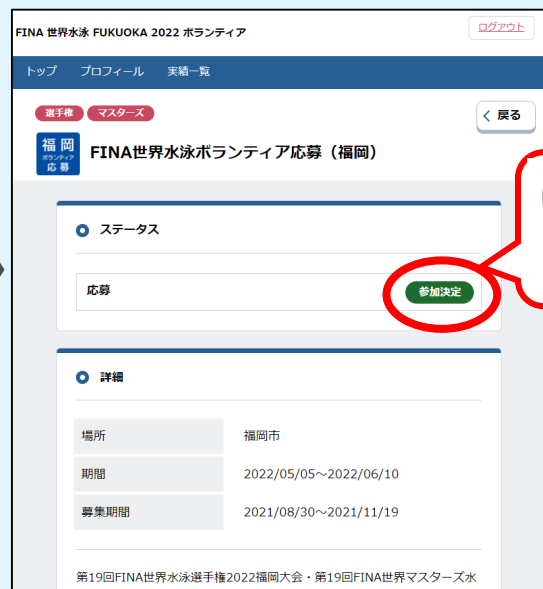 FINA 世界水泳 FUKUOKA 2022 ボランティア
ログアウト
トップ プロフィール 実績一覧
選手権 マスターズ
戻る
福岡
ボランティア
応募
FINA世界水泳ボランティア応募（福岡）
ステータス
応募 参加決定
詳細
場所 福岡市
期間 2022/05/05～2022/06/10
募集期間 2021/08/30～2021/11/19
第19回FINA世界水泳選手権2022福岡大会・第19回FINA世界マスターズ水